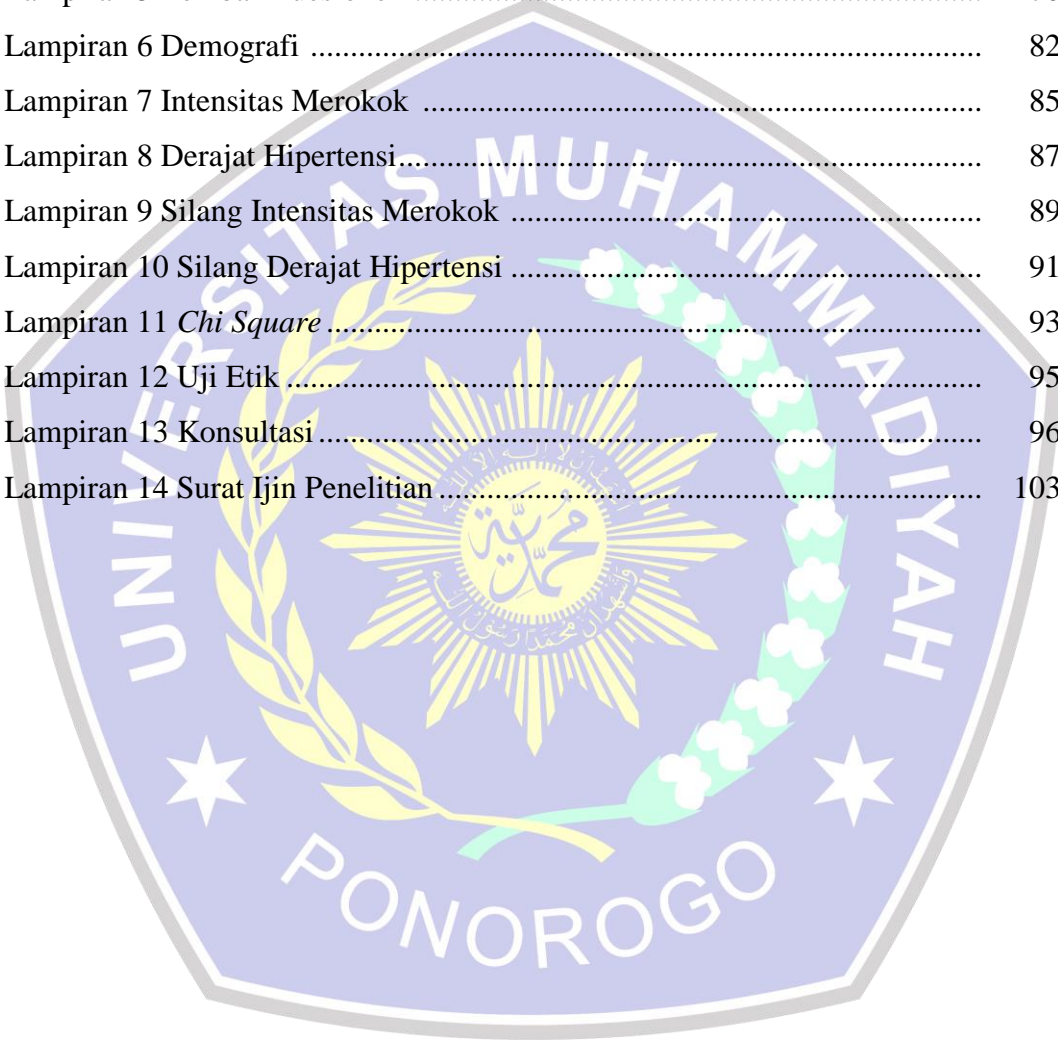 Lampiran 6 Demografi ........................................................................................ 82
Lampiran 7 Intensitas Merokok ........................................................................ 85
Lampiran 8 Derajat Hipertensi........................................................................... 87
Lampiran 9 Silang Intensitas Merokok ............................................................. 89
Lampiran 10 Silang Derajat Hipertensi ............................................................. 91
Lampiran 11 Chi Square .................................................................................... 93
Lampiran 12 Uji Etik ......................................................................................... 95
Lampiran 13 Konsultasi ..................................................................................... 96
Lampiran 14 Surat Ijin Penelitian ...................................................................... 103
UNIVERSITAS MUHAMMADIYAH
محمدية
PONOROGO